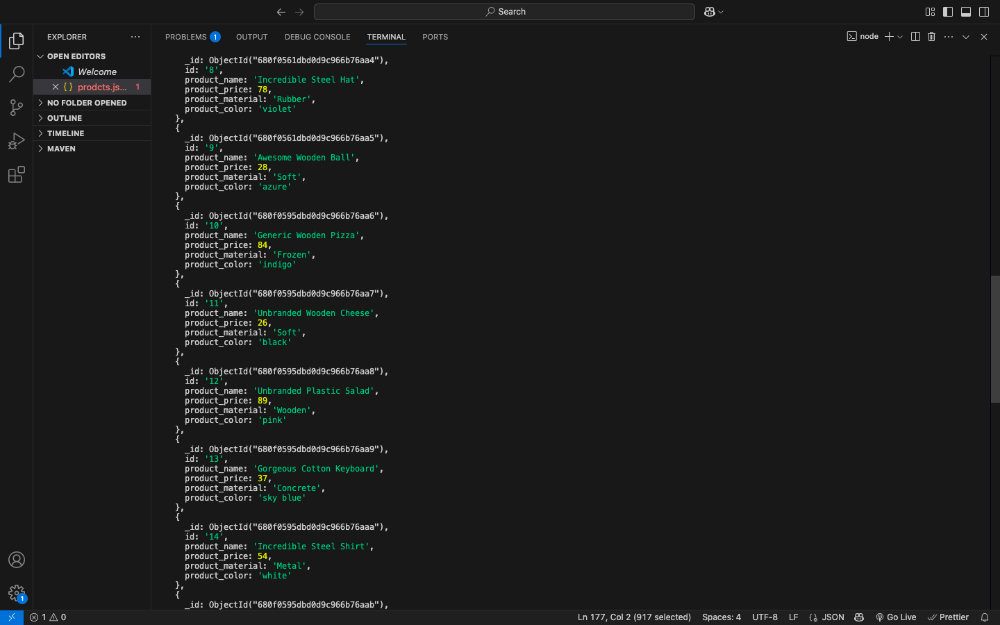 Search
EXPLORER
OPEN EDITORS
Welcome
{} prodcts.js... 1
NO FOLDER OPENED
OUTLINE
TIMELINE
MAVEN
1
PROBLEMS 1 OUTPUT DEBUG CONSOLE TERMINAL PORTS
node
_id: ObjectId("680f0561dbd0d9c966b76aa4"),
id: '8',
product_name: 'Incredible Steel Hat',
product_price: 78,
product_material: 'Rubber',
product_color: 'violet'
},
{
_id: ObjectId("680f0561dbd0d9c966b76aa5"),
id: '9',
product_name: 'Awesome Wooden Ball',
product_price: 28,
product_material: 'Soft',
product_color: 'azure'
},
{
_id: ObjectId("680f0595dbd0d9c966b76aa6"),
id: '10',
product_name: 'Generic Wooden Pizza',
product_price: 84,
product_material: 'Frozen',
product_color: 'indigo'
},
{
_id: ObjectId("680f0595dbd0d9c966b76aa7"),
id: '11',
product_name: 'Unbranded Wooden Cheese',
product_price: 26,
product_material: 'Soft',
product_color: 'black'
},
{
_id: ObjectId("680f0595dbd0d9c966b76aa8"),
id: '12',
product_name: 'Unbranded Plastic Salad',
product_price: 89,
product_material: 'Wooden',
product_color: 'pink'
},
{
_id: ObjectId("680f0595dbd0d9c966b76aa9"),
id: '13',
product_name: 'Gorgeous Cotton Keyboard',
product_price: 37,
product_material: 'Concrete',
product_color: 'sky blue'
},
{
_id: ObjectId("680f0595dbd0d9c966b76aaa"),
id: '14',
product_name: 'Incredible Steel Shirt',
product_price: 54,
product_material: 'Metal',
product_color: 'white'
},
{
_id: ObjectId("680f0595dbd0d9c966b76aab"),
1 0 Ln 177, Col 2 (917 selected) Spaces: 4 UTF-8 LF {} JSON Go Live Prettier